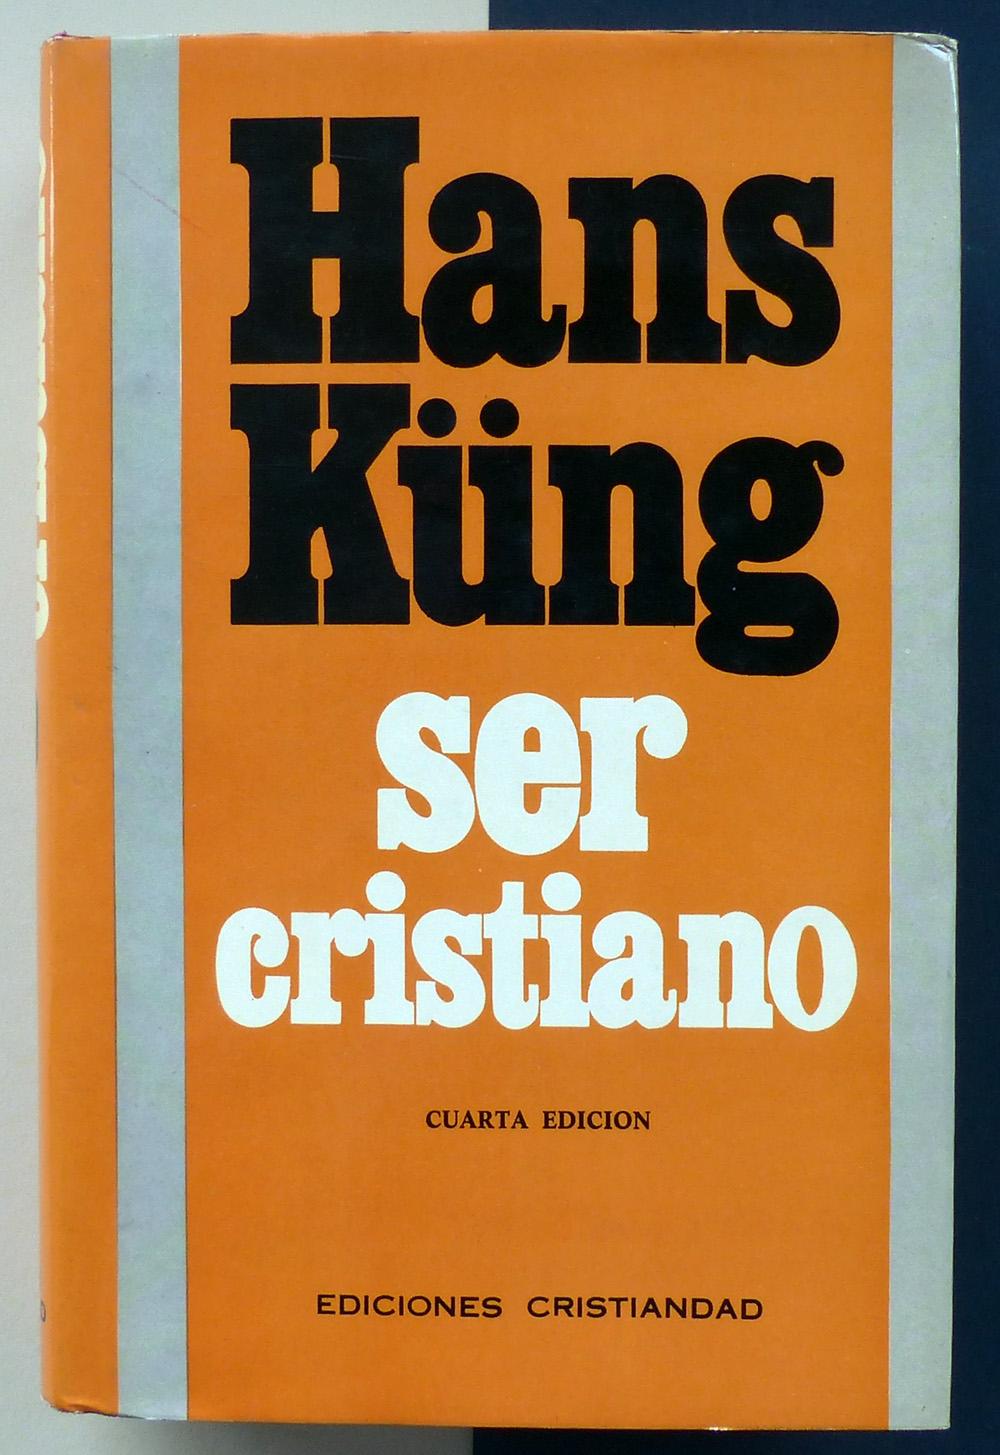 Hans
Küng
ser
cristiano
CUARTA EDICION
EDICIONES CRISTIANDAD